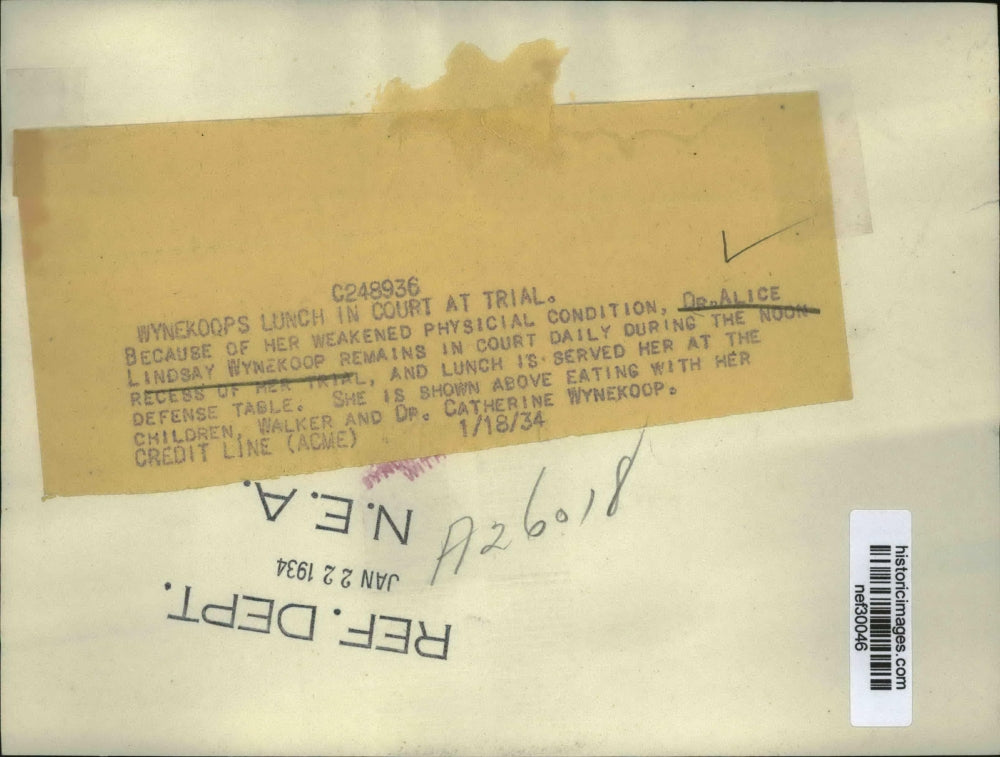 C248936
WYNEKOOPS LUNCH IN COURT AT TRIAL.
BECAUSE OF HER WEAKENED PHYSICIAL CONDITION, DR. ALICE
LINDSAY WYNEKOOP REMAINS IN COURT DAILY DURING THE NOON
RECESS OF HER TRIAL, AND LUNCH IS SERVED HER AT THE
DEFENSE TABLE. SHE IS SHOWN ABOVE EATING WITH HER
CHILDREN, WALKER AND DR. CATHERINE WYNEKOOP.
CREDIT LINE (ACME) 1/18/34
N.E.A.
JAN 22 1934
REF. DEPT.
A26018
historicimages.com
nef30046